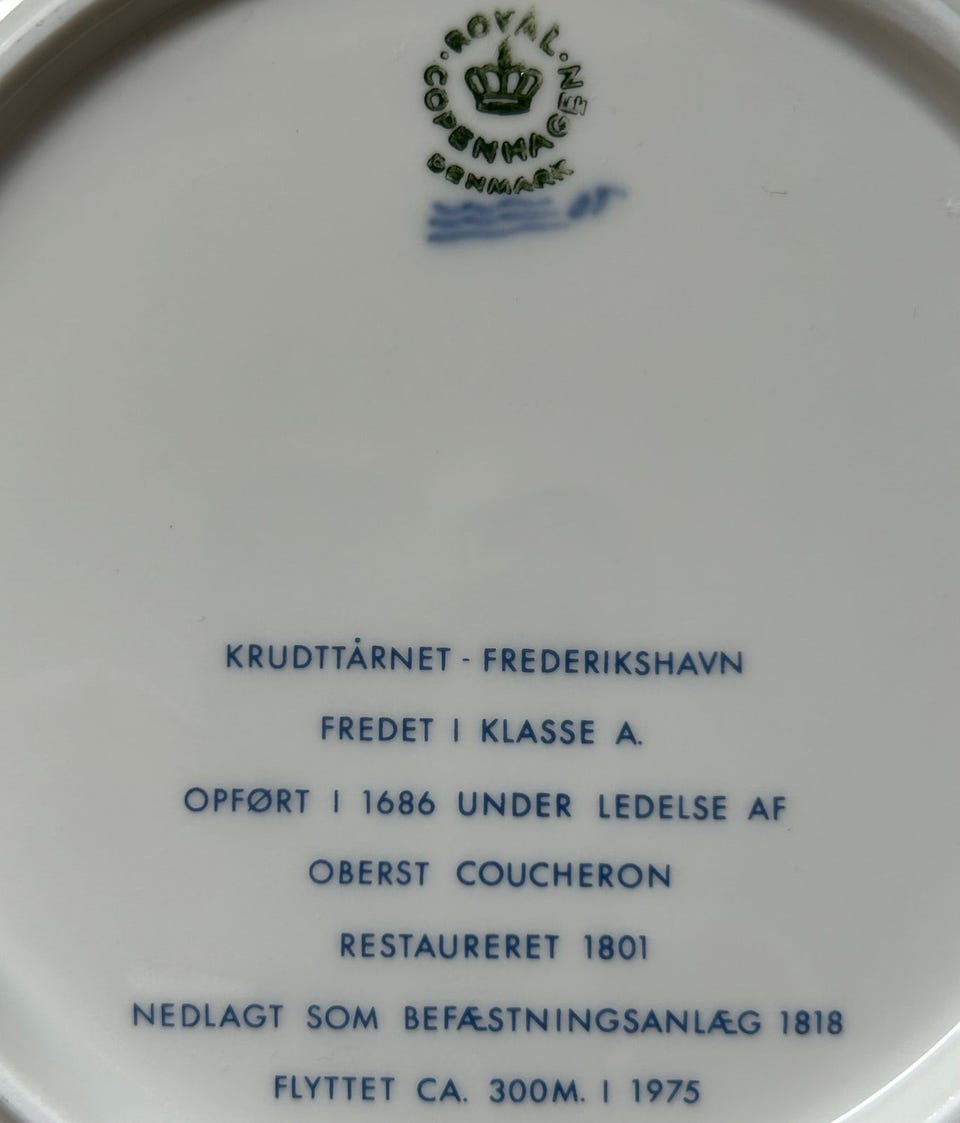 ROYAL
COPENHAGEN
DENMARK
KRUDTTÅRNET - FREDERIKSHAVN
FREDET I KLASSE A.
OPFØRT I 1686 UNDER LEDELSE AF
OBERST COUCHERON
RESTAURERET 1801
NEDLAGT SOM BEFÆSTNINGSANLÆG 1818
FLYTTET CA. 300M. I 1975